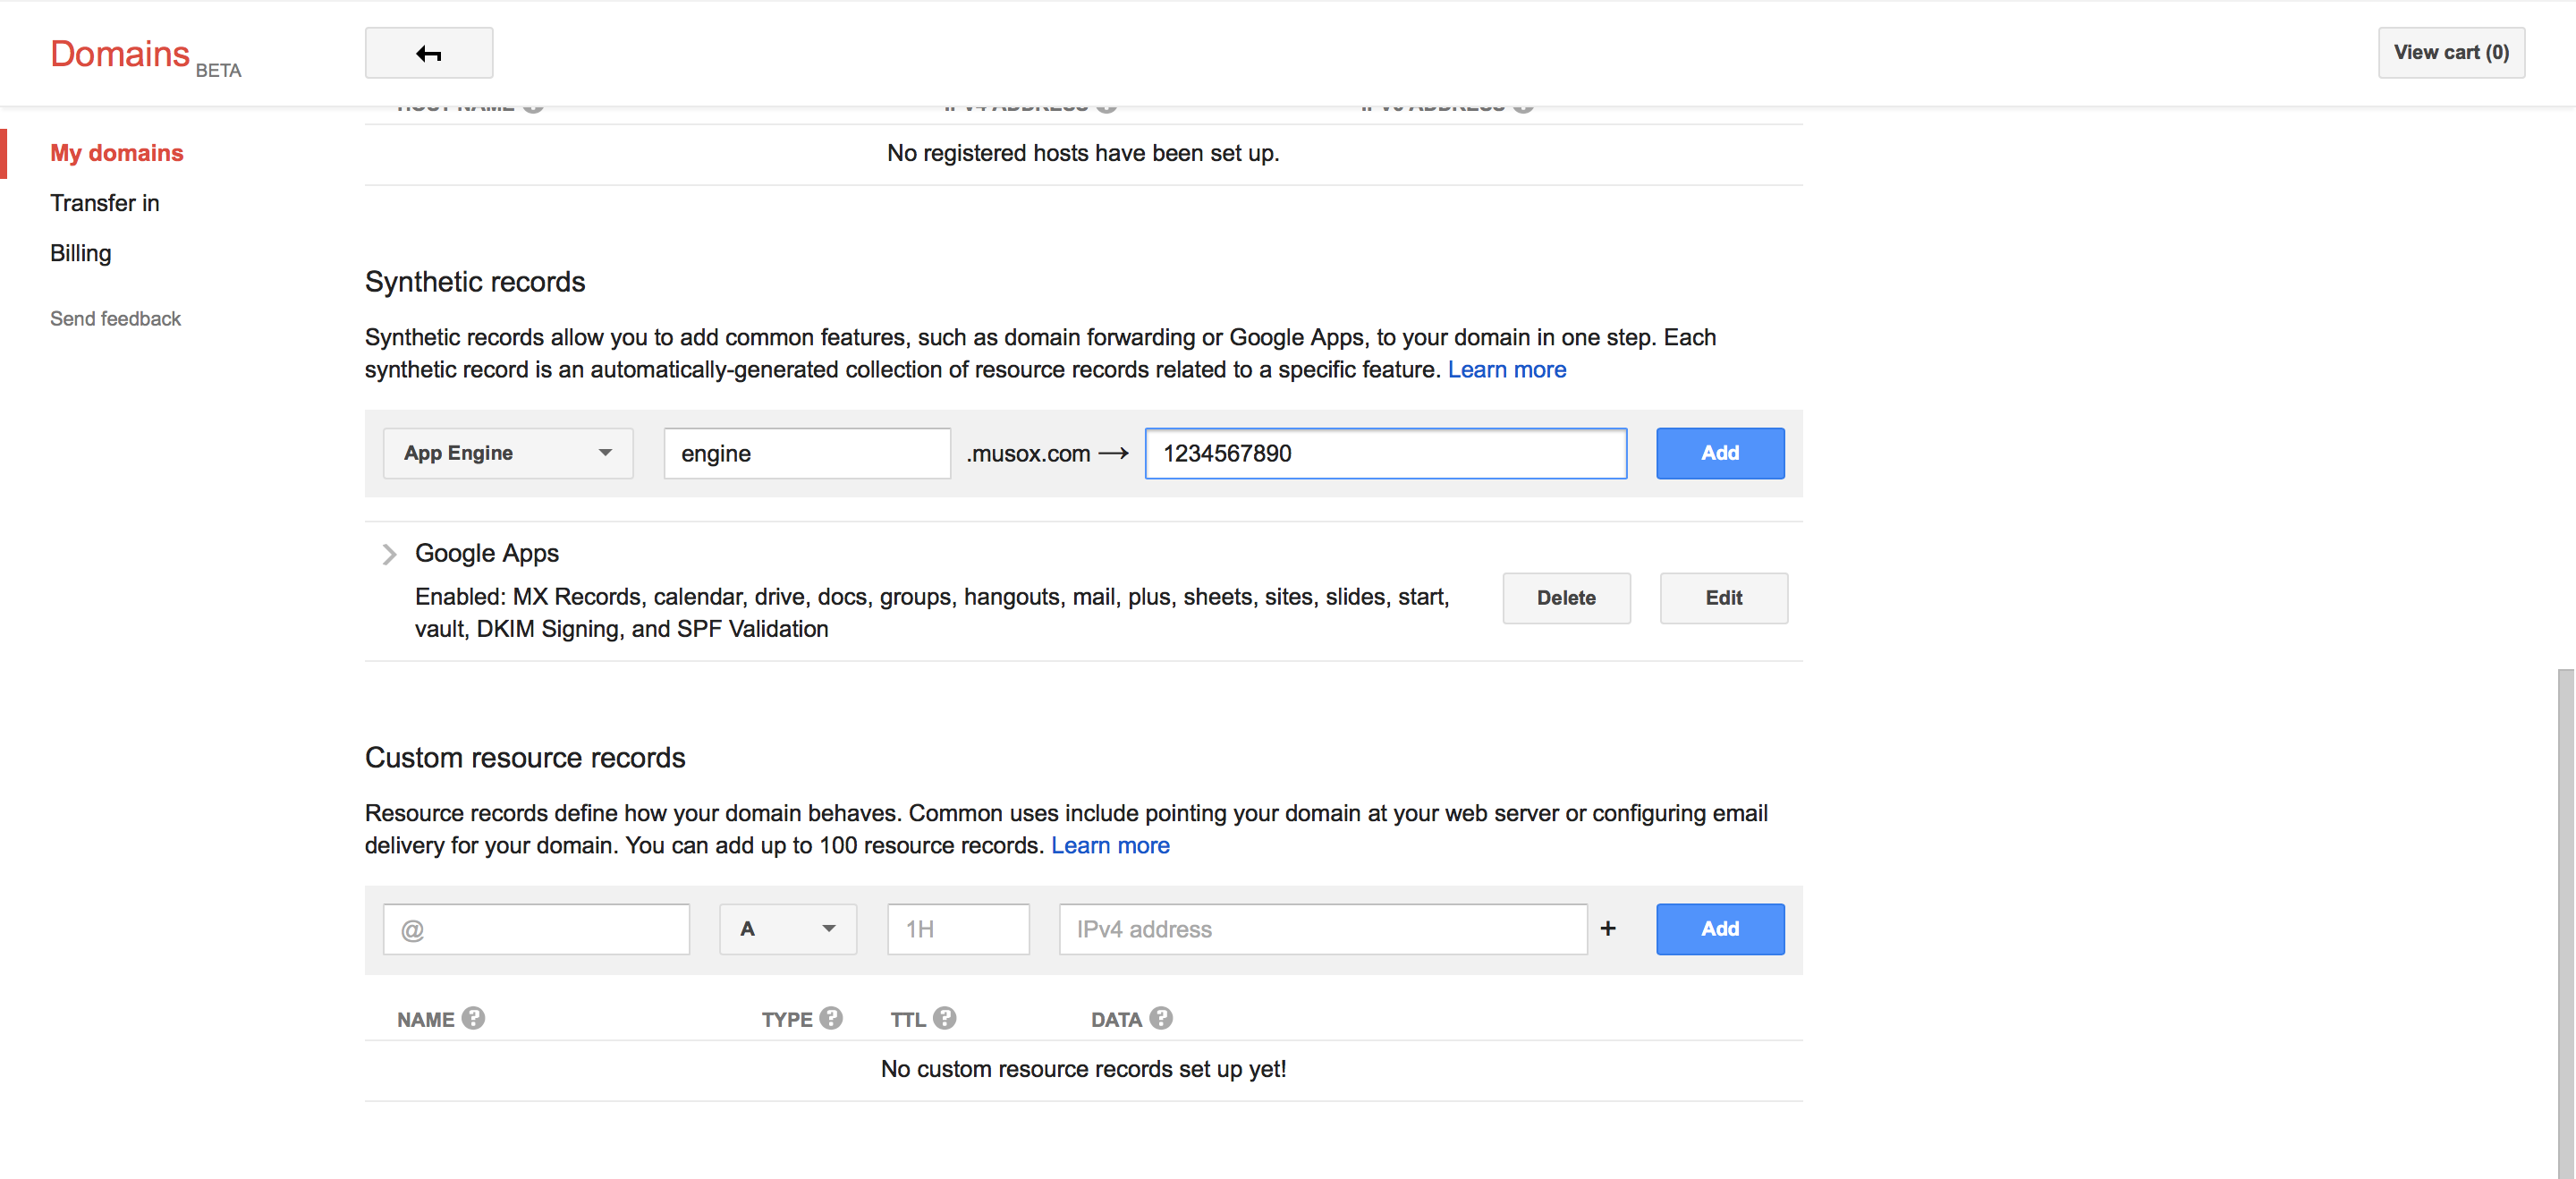 Domains BETA
View cart (0)
HOST NAME
IPV4 ADDRESS
IPV6 ADDRESS
My domains
No registered hosts have been set up.
Transfer in
Billing
Send feedback
Synthetic records
Synthetic records allow you to add common features, such as domain forwarding or Google Apps, to your domain in one step. Each
synthetic record is an automatically-generated collection of resource records related to a specific feature. Learn more
App Engine
engine
.musox.com →
1234567890
Add
Google Apps
Enabled: MX Records, calendar, drive, docs, groups, hangouts, mail, plus, sheets, sites, slides, start,
vault, DKIM Signing, and SPF Validation
Delete
Edit
Custom resource records
Resource records define how your domain behaves. Common uses include pointing your domain at your web server or configuring email
delivery for your domain. You can add up to 100 resource records. Learn more
@
A
1H
IPv4 address
+
Add
NAME ?
TYPE ?
TTL ?
DATA ?
No custom resource records set up yet!